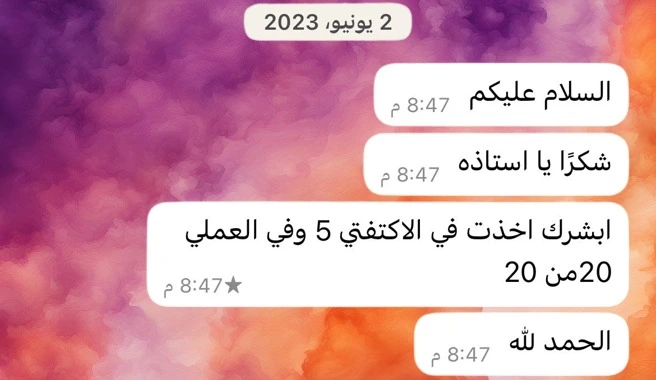 2 يونيو، 2023
السلام عليكم
8:47 م
شكرًا يا استاذه
8:47 م
ابشرك اخذت في الاكتفتي 5 وفي العملي
20من 20
8:47★ م
الحمد لله
8:47 م